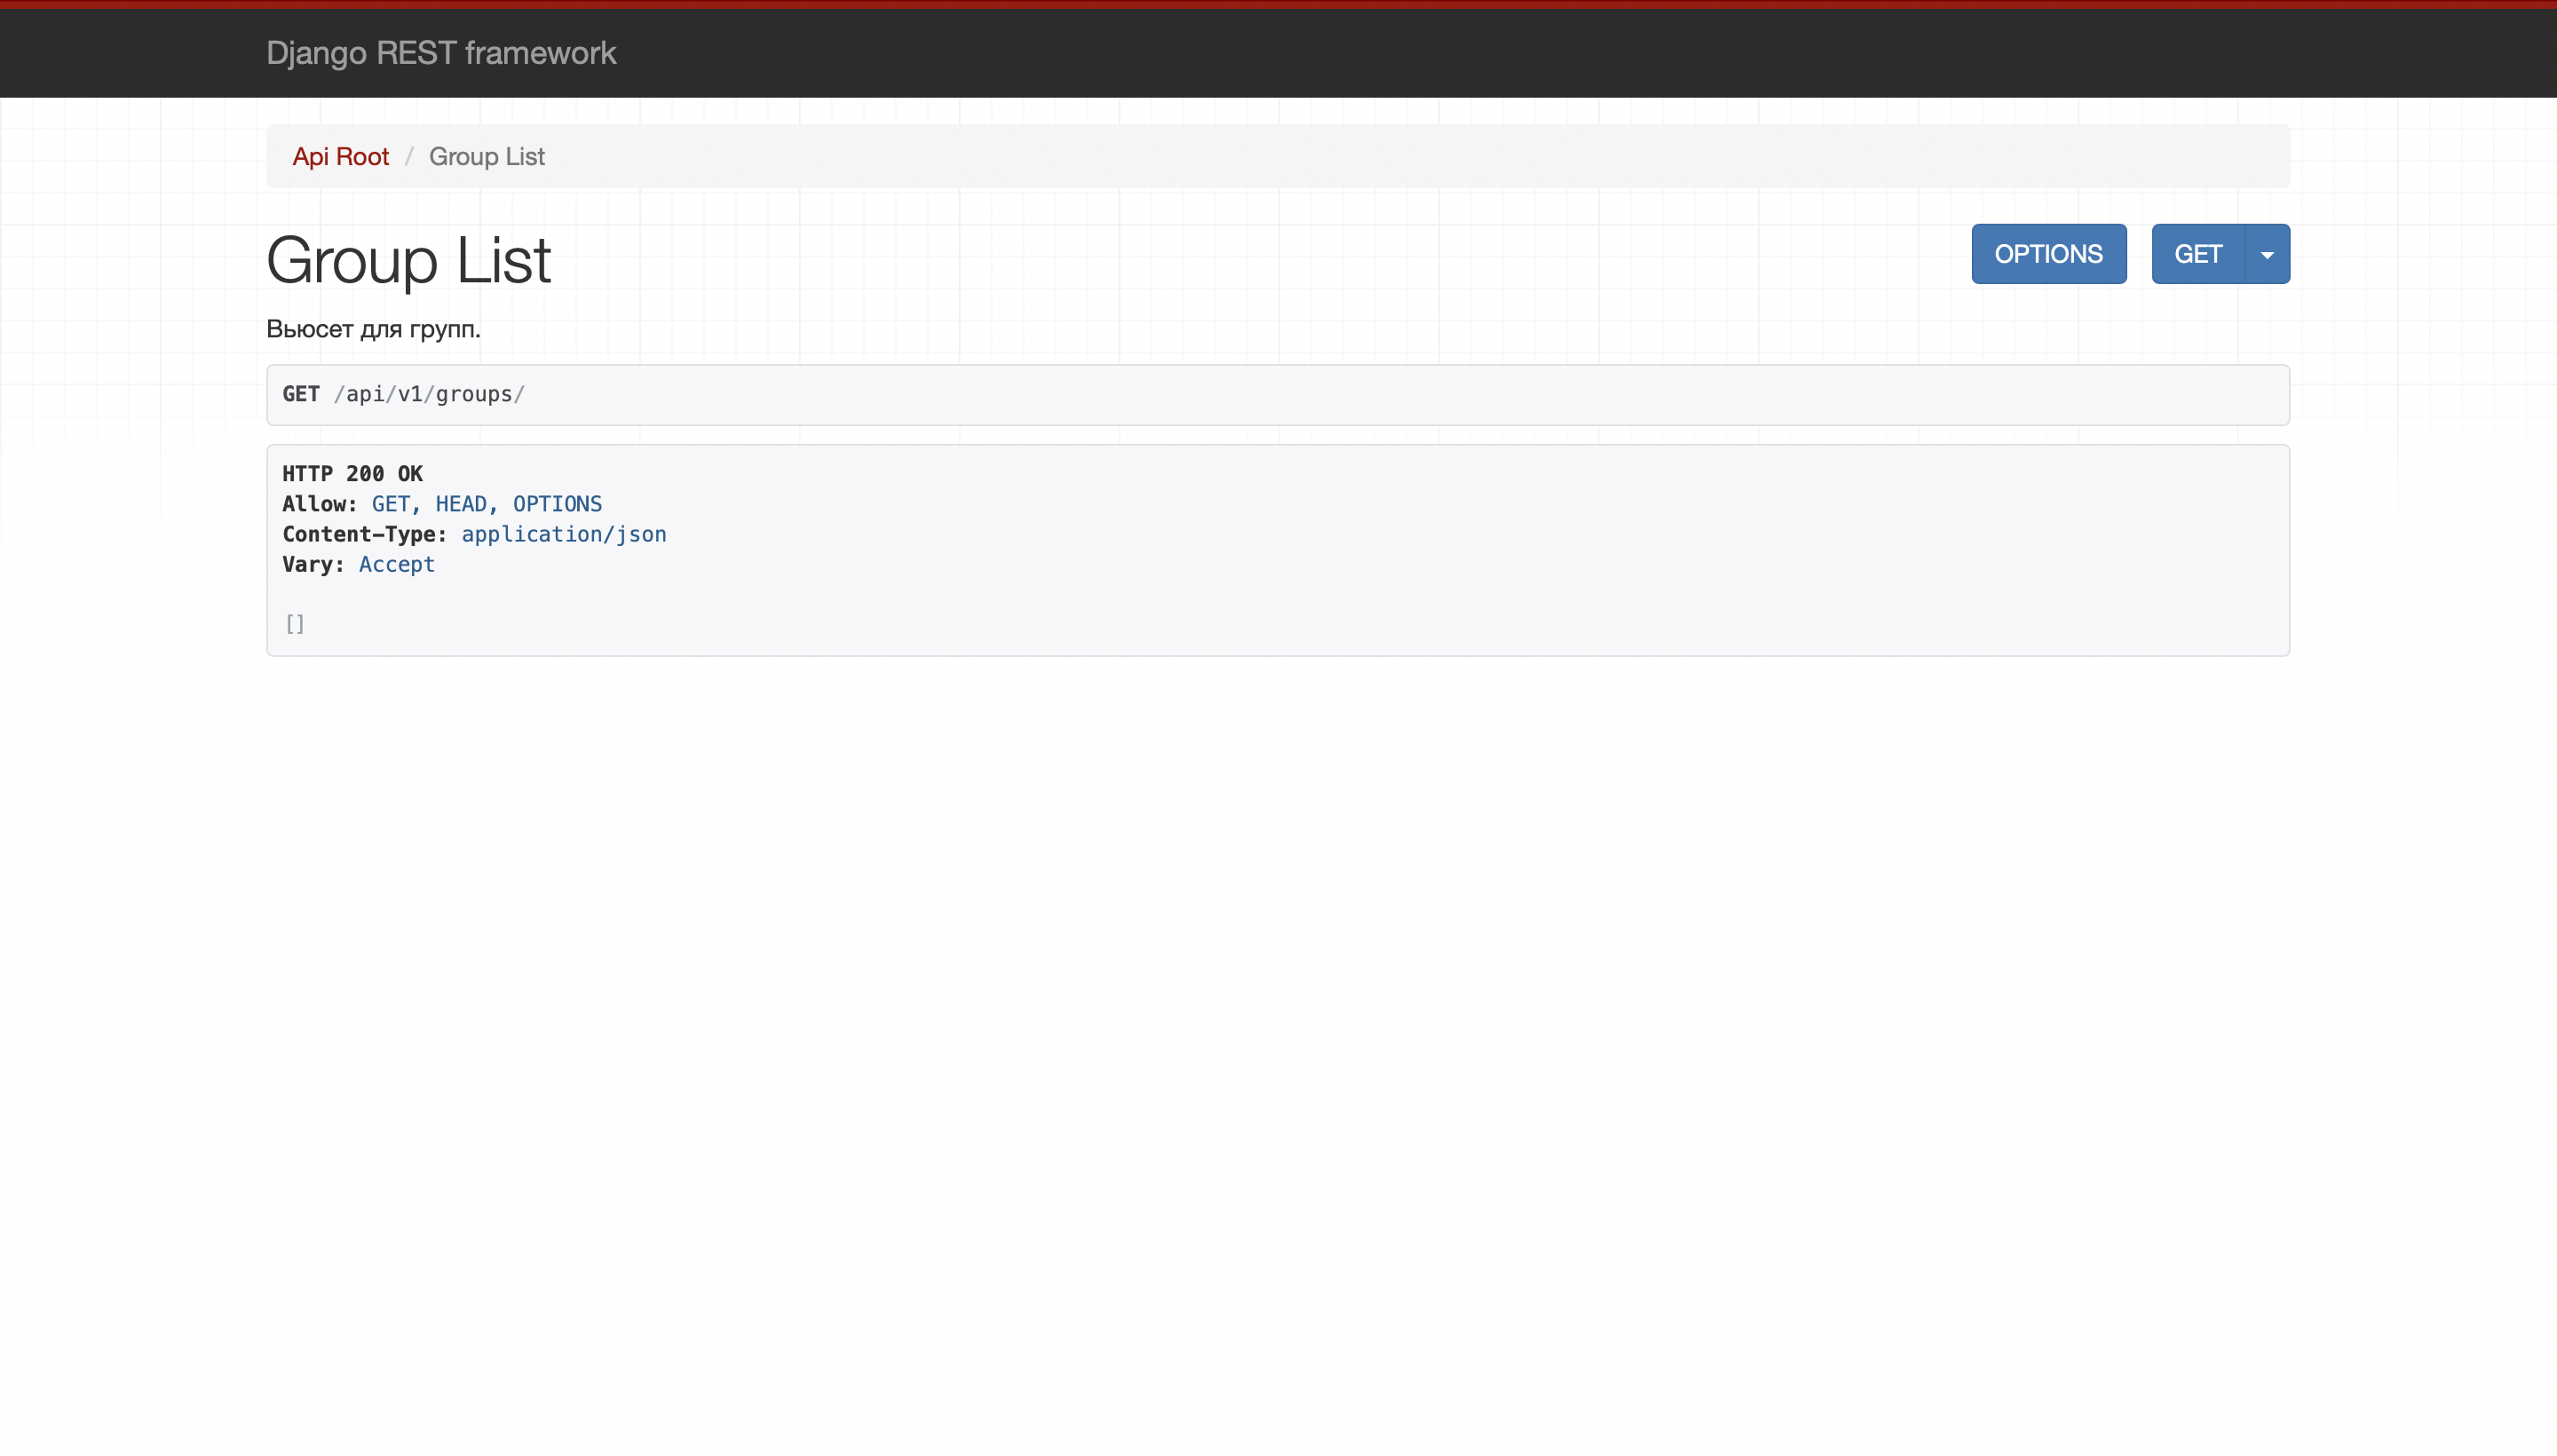 Django REST framework
Api Root / Group List
Group List
OPTIONS
GET
Вьюсет для групп.
GET /api/v1/groups/
HTTP 200 OK
Allow: GET, HEAD, OPTIONS
Content-Type: application/json
Vary: Accept
[]